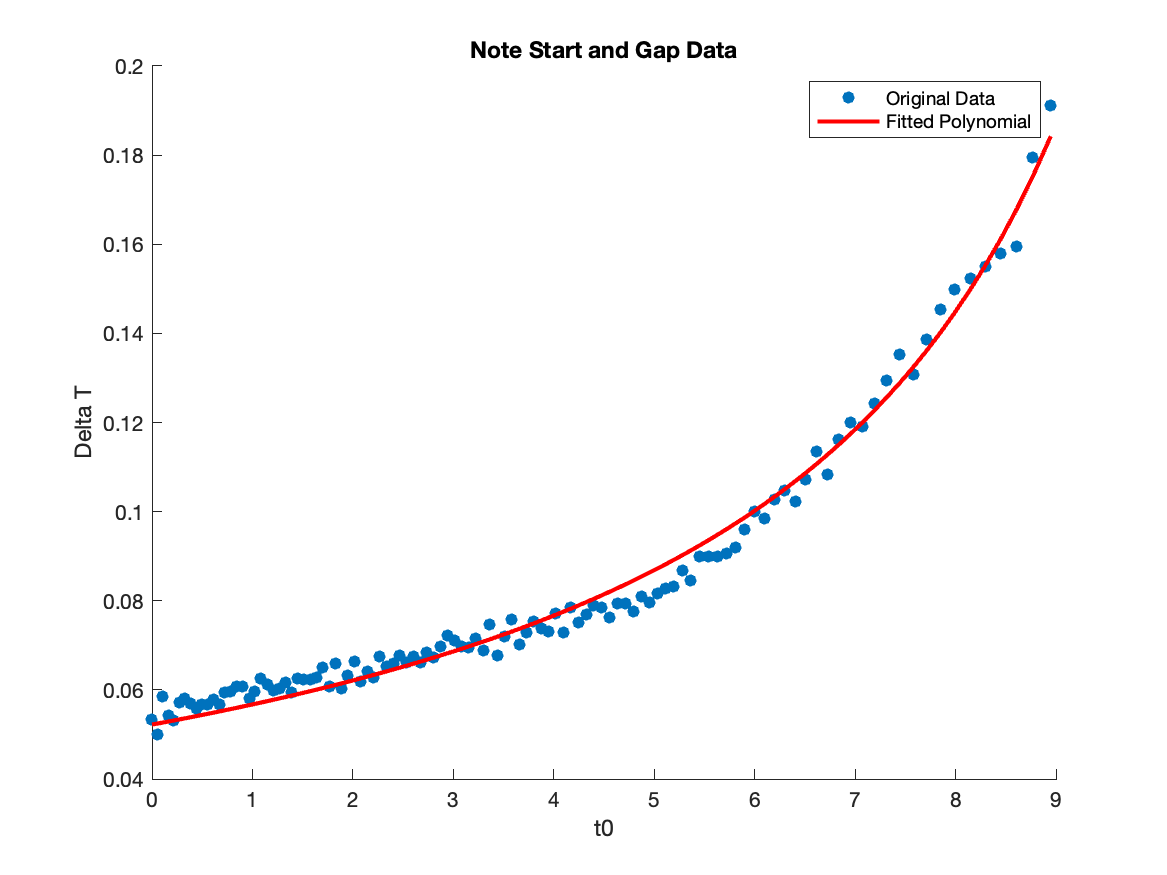 Note Start and Gap Data
Original Data
Fitted Polynomial
0.2
0.18
0.16
0.14
0.12
0.1
0.08
0.06
0.04
Delta T
0 1 2 3 4 5 6 7 8 9
t0